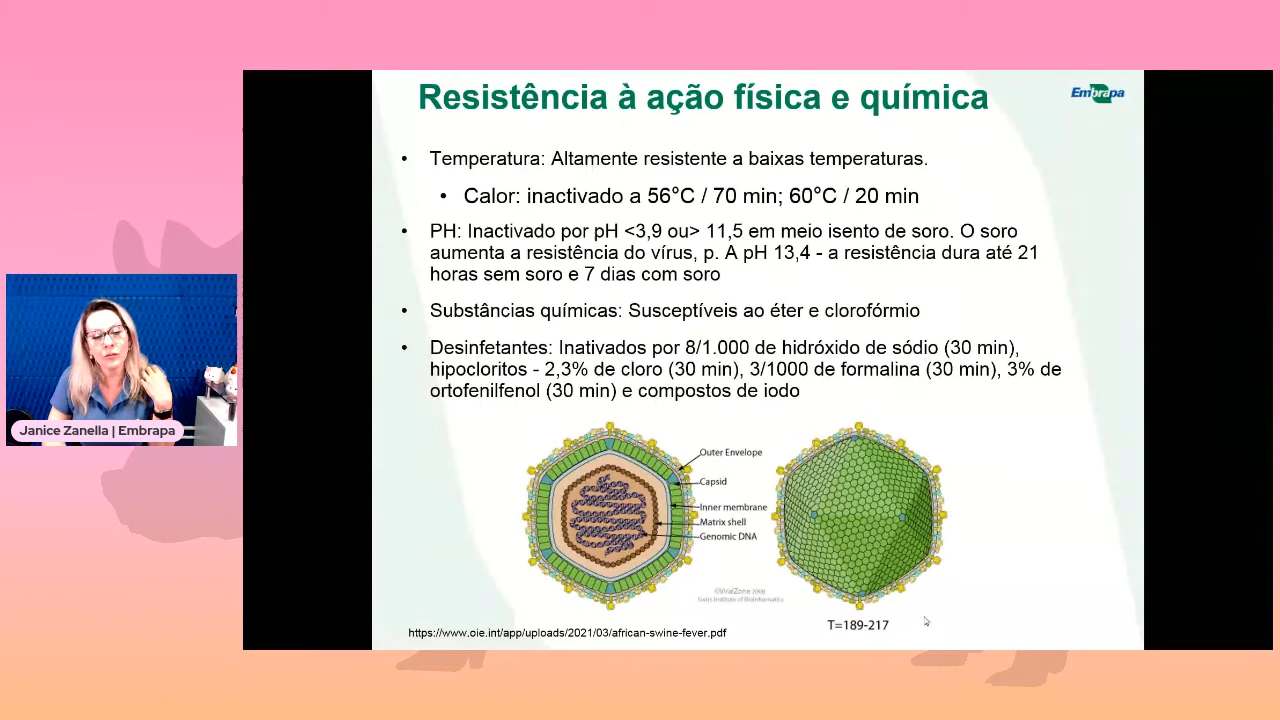 Resistência à ação física e química
Embrapa
• Temperatura: Altamente resistente a baixas temperaturas.
• Calor: inactivado a 56°C / 70 min; 60°C / 20 min
• PH: Inactivado por pH <3,9 ou> 11,5 em meio isento de soro. O soro
aumenta a resistência do vírus, p. A pH 13,4 - a resistência dura até 21
horas sem soro e 7 dias com soro
• Substâncias químicas: Susceptíveis ao éter e clorofórmio
• Desinfetantes: Inativados por 8/1.000 de hidróxido de sódio (30 min),
hipocloritos - 2,3% de cloro (30 min), 3/1000 de formalina (30 min), 3% de
ortofenilfenol (30 min) e compostos de iodo
Janice Zanella | Embrapa
Outer Envelope
Capsid
Inner membrane
Matrix shell
Genomic DNA
©ViralZone 2008
Swiss Institute of Bioinformatics
T=189-217
https://www.oie.int/app/uploads/2021/03/african-swine-fever.pdf